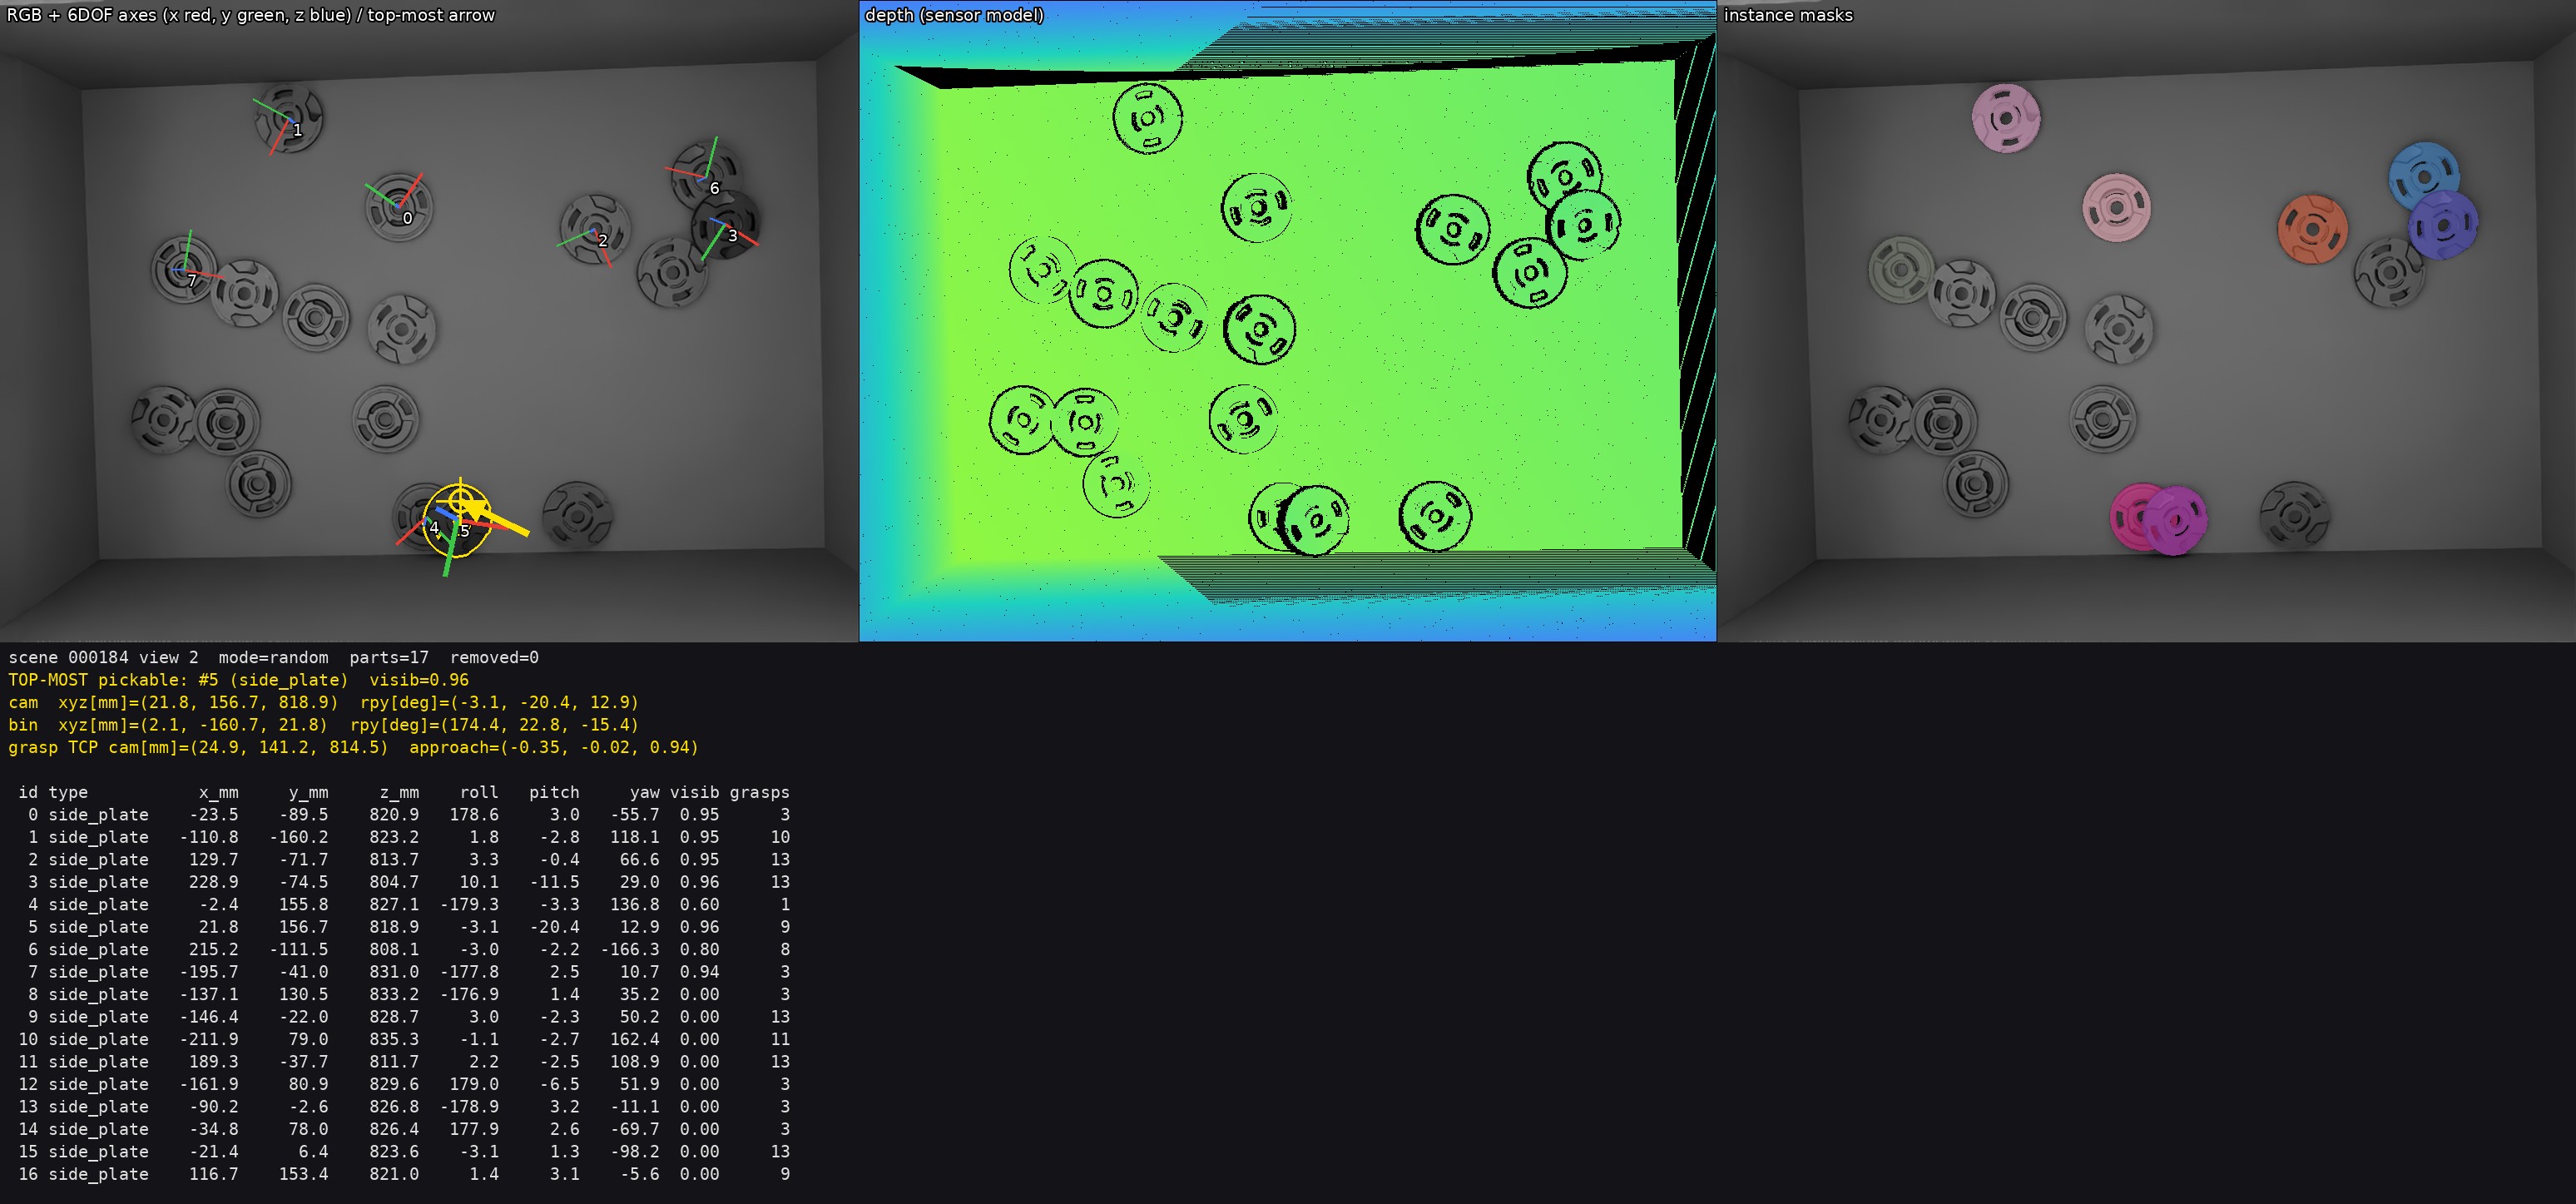 RGB + 6DOF axes (x red, y green, z blue) / top-most arrow
depth (sensor model)
instance masks
1
6
0
2
3
7
4
5
scene 000184 view 2  mode=random  parts=17  removed=0
TOP-MOST pickable: #5 (side_plate)  visib=0.96
cam  xyz[mm]=(21.8, 156.7, 818.9)  rpy[deg]=(-3.1, -20.4, 12.9)
bin  xyz[mm]=(2.1, -160.7, 21.8)  rpy[deg]=(174.4, 22.8, -15.4)
grasp TCP cam[mm]=(24.9, 141.2, 814.5)  approach=(-0.35, -0.02, 0.94)
id type x_mm y_mm z_mm roll pitch yaw visib grasps
0 side_plate -23.5 -89.5 820.9 178.6 3.0 -55.7 0.95 3
1 side_plate -110.8 -160.2 823.2 1.8 -2.8 118.1 0.95 10
2 side_plate 129.7 -71.7 813.7 3.3 -0.4 66.6 0.95 13
3 side_plate 228.9 -74.5 804.7 10.1 -11.5 29.0 0.96 13
4 side_plate -2.4 155.8 827.1 -179.3 -3.3 136.8 0.60 1
5 side_plate 21.8 156.7 818.9 -3.1 -20.4 12.9 0.96 9
6 side_plate 215.2 -111.5 808.1 -3.0 -2.2 -166.3 0.80 8
7 side_plate -195.7 -41.0 831.0 -177.8 2.5 10.7 0.94 3
8 side_plate -137.1 130.5 833.2 -176.9 1.4 35.2 0.00 3
9 side_plate -146.4 -22.0 828.7 3.0 -2.3 50.2 0.00 13
10 side_plate -211.9 79.0 835.3 -1.1 -2.7 162.4 0.00 11
11 side_plate 189.3 -37.7 811.7 2.2 -2.5 108.9 0.00 13
12 side_plate -161.9 80.9 829.6 179.0 -6.5 51.9 0.00 3
13 side_plate -90.2 -2.6 826.8 -178.9 3.2 -11.1 0.00 3
14 side_plate -34.8 78.0 826.4 177.9 2.6 -69.7 0.00 3
15 side_plate -21.4 6.4 823.6 -3.1 1.3 -98.2 0.00 13
16 side_plate 116.7 153.4 821.0 1.4 3.1 -5.6 0.00 9